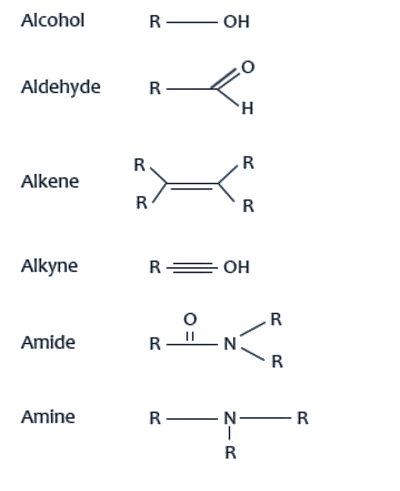 Alcohol R OH
Aldehyde R O H
Alkene R R R R
Alkyne R OH
Amide R O N R R
Amine R N R R